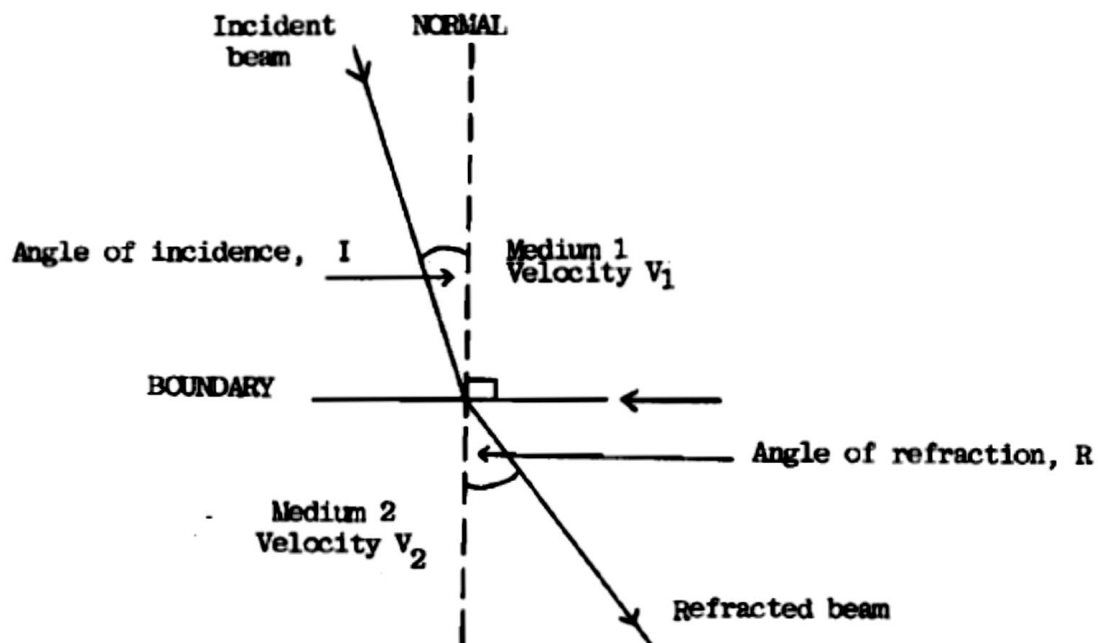 Incident
beam
NORMAL
Angle of incidence, I
Medium 1
Velocity V₁
BOUNDARY
Angle of refraction, R
Medium 2
Velocity V₂
Refracted beam